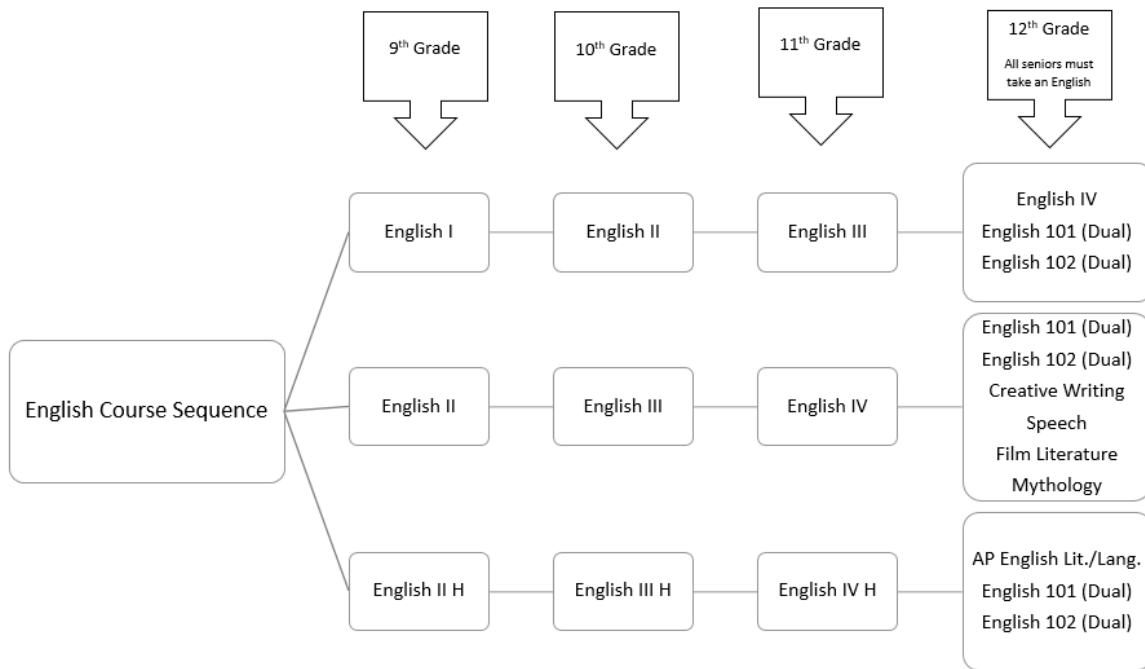 9th Grade
10th Grade
11th Grade
12th Grade
All seniors must
take an English
English Course Sequence
English I
English II
English III
English IV
English 101 (Dual)
English 102 (Dual)
English II
English III
English IV
English 101 (Dual)
English 102 (Dual)
Creative Writing
Speech
Film Literature
Mythology
English II H
English III H
English IV H
AP English Lit./Lang.
English 101 (Dual)
English 102 (Dual)